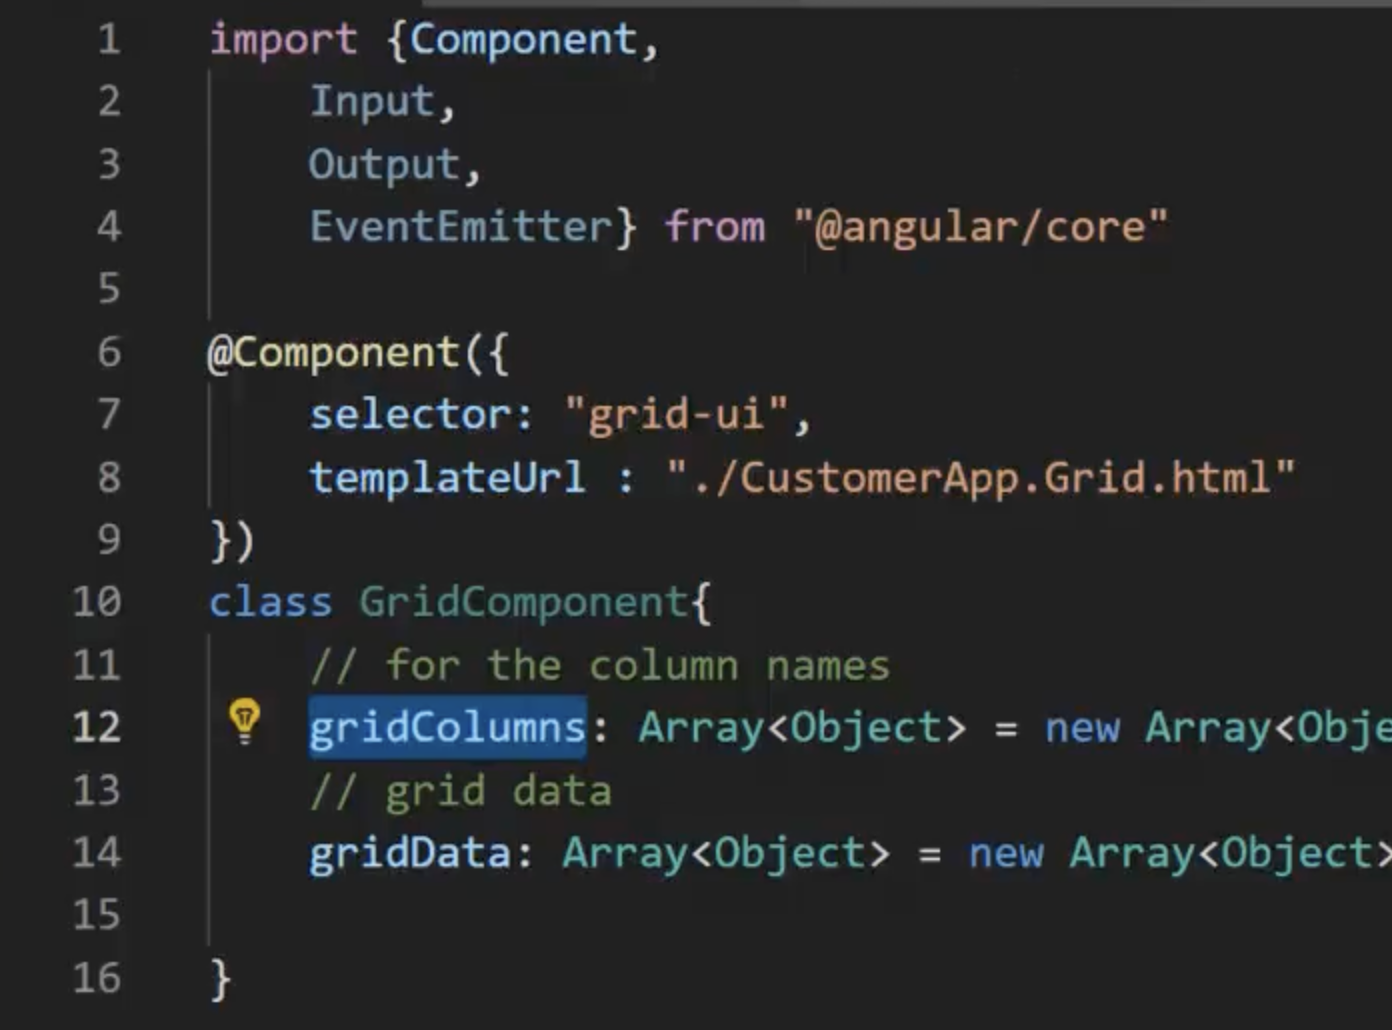 1 import {Component,
2 Input,
3 Output,
4 EventEmitter} from "@angular/core"
5
6 @Component({
7 selector: "grid-ui",
8 templateUrl : "./CustomerApp.Grid.html"
9 })
10 class GridComponent{
11 // for the column names
12 gridColumns: Array<Object> = new Array<Obje
13 // grid data
14 gridData: Array<Object> = new Array<Object>
15
16 }